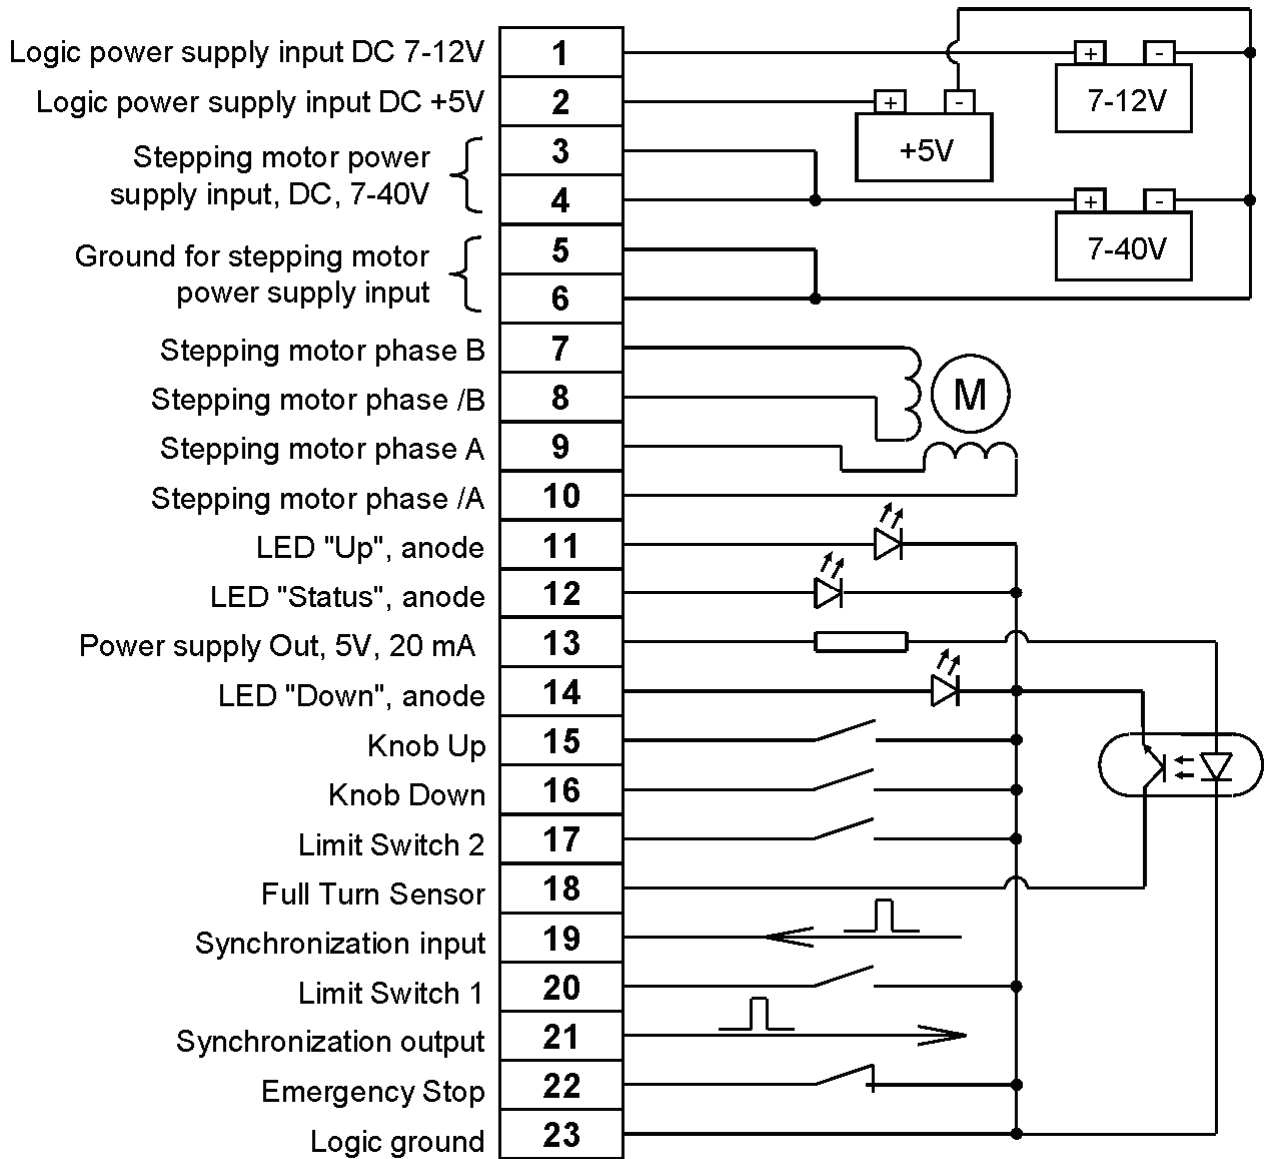 Logic power supply input DC 7-12V
1
+ -
7-12V
Logic power supply input DC +5V
2
+ -
+5V
Stepping motor power
supply input, DC, 7-40V
3
4
+ -
7-40V
Ground for stepping motor
power supply input
5
6
Stepping motor phase B
7
M
Stepping motor phase /B
8
Stepping motor phase A
9
Stepping motor phase /A
10
LED "Up", anode
11
LED "Status", anode
12
Power supply Out, 5V, 20 mA
13
LED "Down", anode
14
Knob Up
15
Knob Down
16
Limit Switch 2
17
Full Turn Sensor
18
Synchronization input
19
Limit Switch 1
20
Synchronization output
21
Emergency Stop
22
Logic ground
23